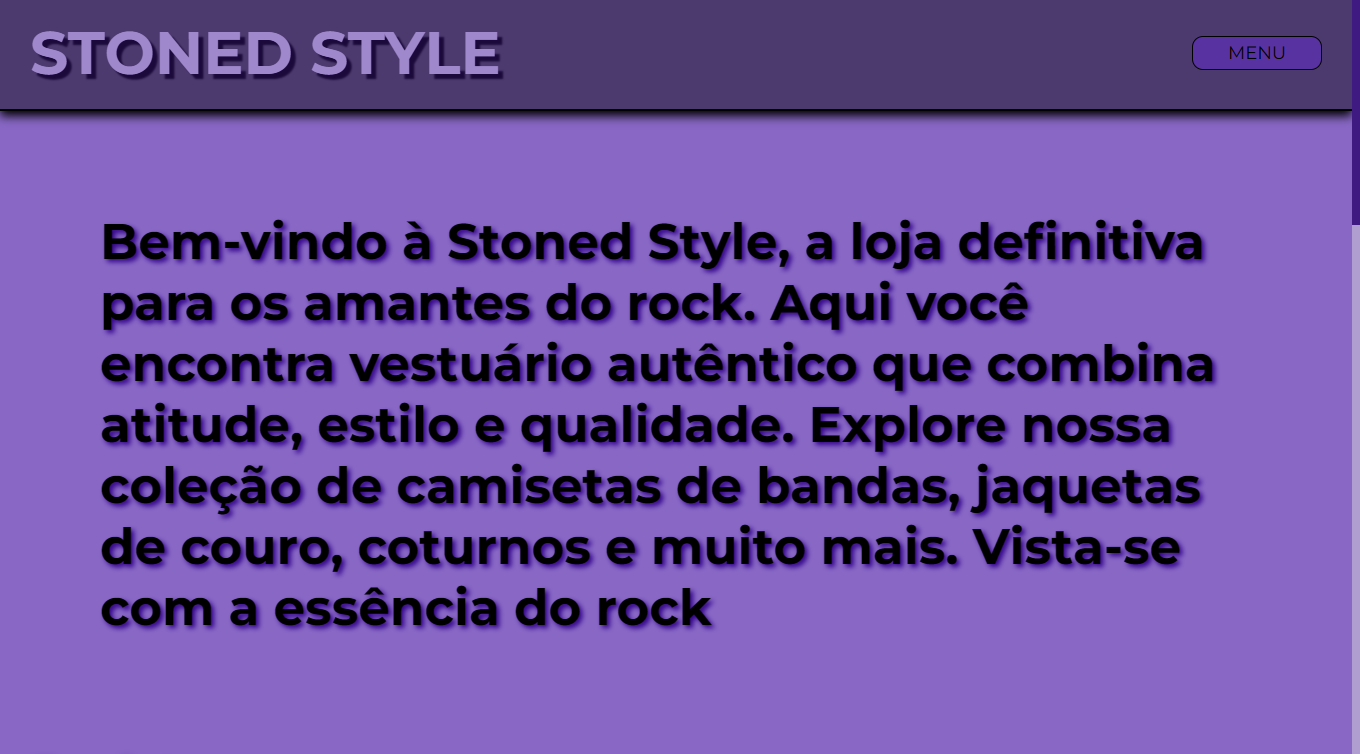 STONED STYLE
MENU
Bem-vindo à Stoned Style, a loja definitiva
para os amantes do rock. Aqui você
encontra vestuário autêntico que combina
atitude, estilo e qualidade. Explore nossa
coleção de camisetas de bandas, jaquetas
de couro, coturnos e muito mais. Vista-se
com a essência do rock